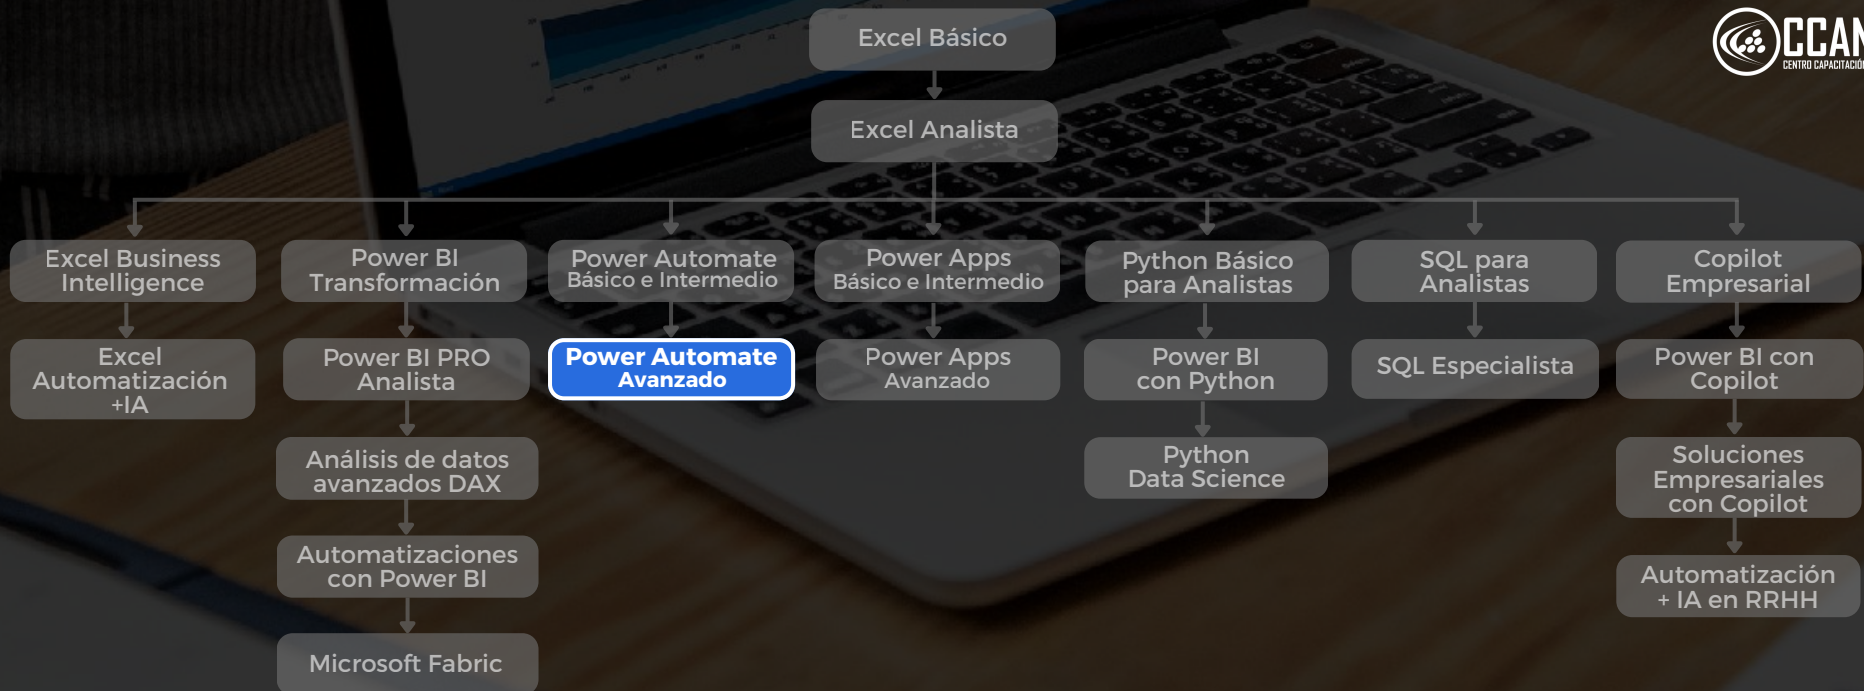 Excel Básico
CCAN
CENTRO CAPACITACIÓN
Excel Analista
Excel Business
Intelligence
Power BI
Transformación
Power Automate
Básico e Intermedio
Power Apps
Básico e Intermedio
Python Básico
para Analistas
SQL para
Analistas
Copilot
Empresarial
Excel
Automatización
+IA
Power BI PRO
Analista
Power Automate
Avanzado
Power Apps
Avanzado
Power BI
con Python
SQL Especialista
Power BI con
Copilot
Análisis de datos
avanzados DAX
Python
Data Science
Soluciones
Empresariales
con Copilot
Automatizaciones
con Power BI
Automatización
+ IA en RRHH
Microsoft Fabric